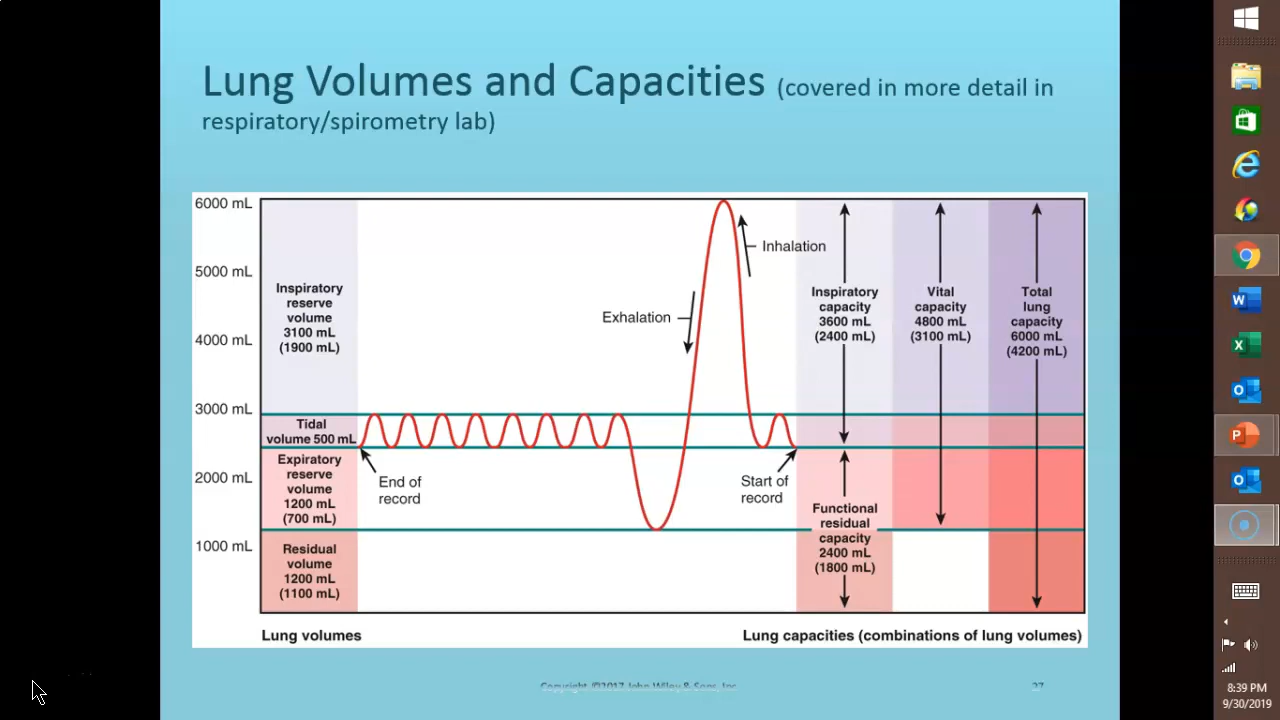 Lung Volumes and Capacities (covered in more detail in
respiratory/spirometry lab)
6000 mL
5000 mL
4000 mL
3000 mL
2000 mL
1000 mL
Inspiratory
reserve
volume
3100 mL
(1900 mL)
Tidal
volume 500 mL
Expiratory
reserve
volume
1200 mL
(700 mL)
Residual
volume
1200 mL
(1100 mL)
End of
record
Exhalation
Inhalation
Start of
record
Inspiratory
capacity
3600 mL
(2400 mL)
Functional
residual
capacity
2400 mL
(1800 mL)
Vital
capacity
4800 mL
(3100 mL)
Total
lung
capacity
6000 mL
(4200 mL)
Lung volumes
Lung capacities (combinations of lung volumes)
Copyright ©2017 John Wiley & Sons, Inc
27
8:39 PM
9/30/2019